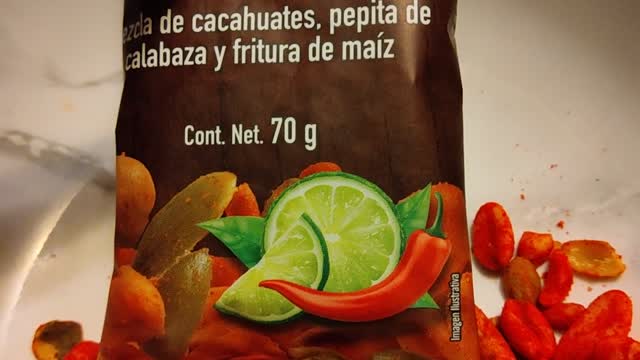 ezcla de cacahuates, pepita de
calabaza y fritura de maíz
Cont. Net. 70 g
Imagen Ilustrativa